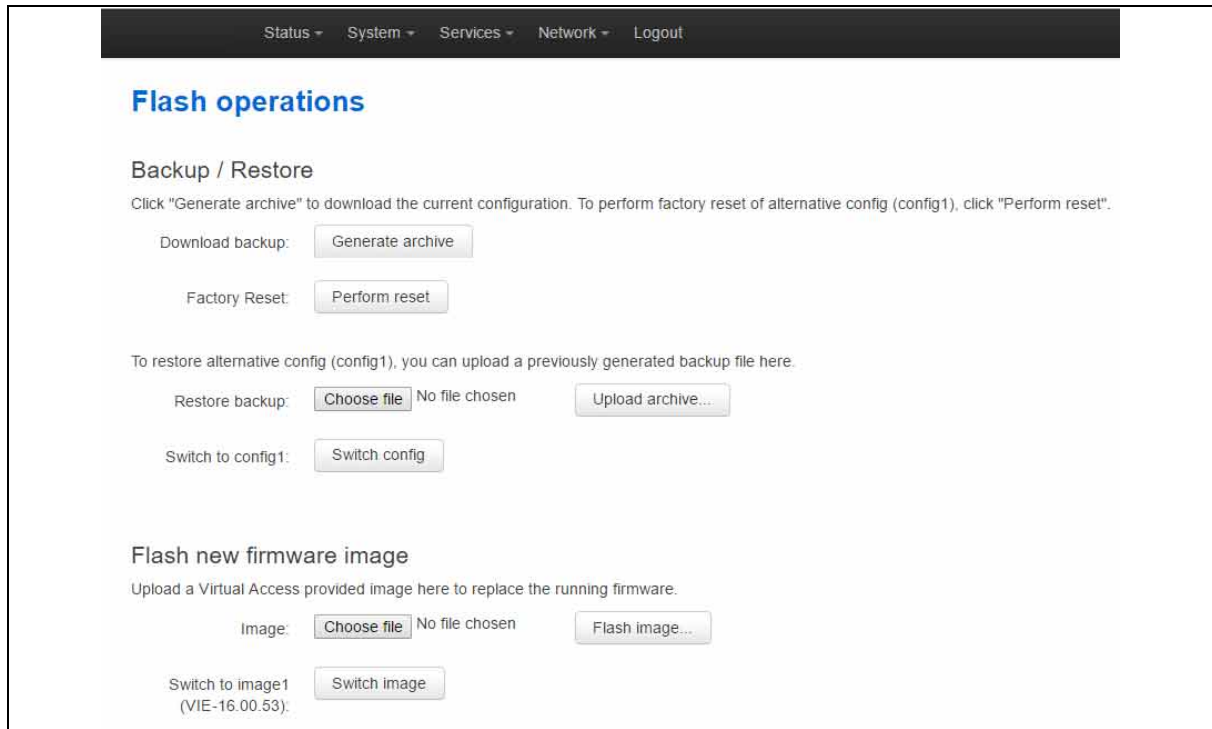 Status System Services Network Logout
Flash operations
Backup / Restore
Click "Generate archive" to download the current configuration. To perform factory reset of alternative config (config1), click "Perform reset".
Download backup: Generate archive
Factory Reset: Perform reset
To restore alternative config (config1), you can upload a previously generated backup file here.
Restore backup: Choose file No file chosen Upload archive...
Switch to config1: Switch config
Flash new firmware image
Upload a Virtual Access provided image here to replace the running firmware.
Image: Choose file No file chosen Flash image...
Switch to image1 Switch image
(VIE-16.00.53):